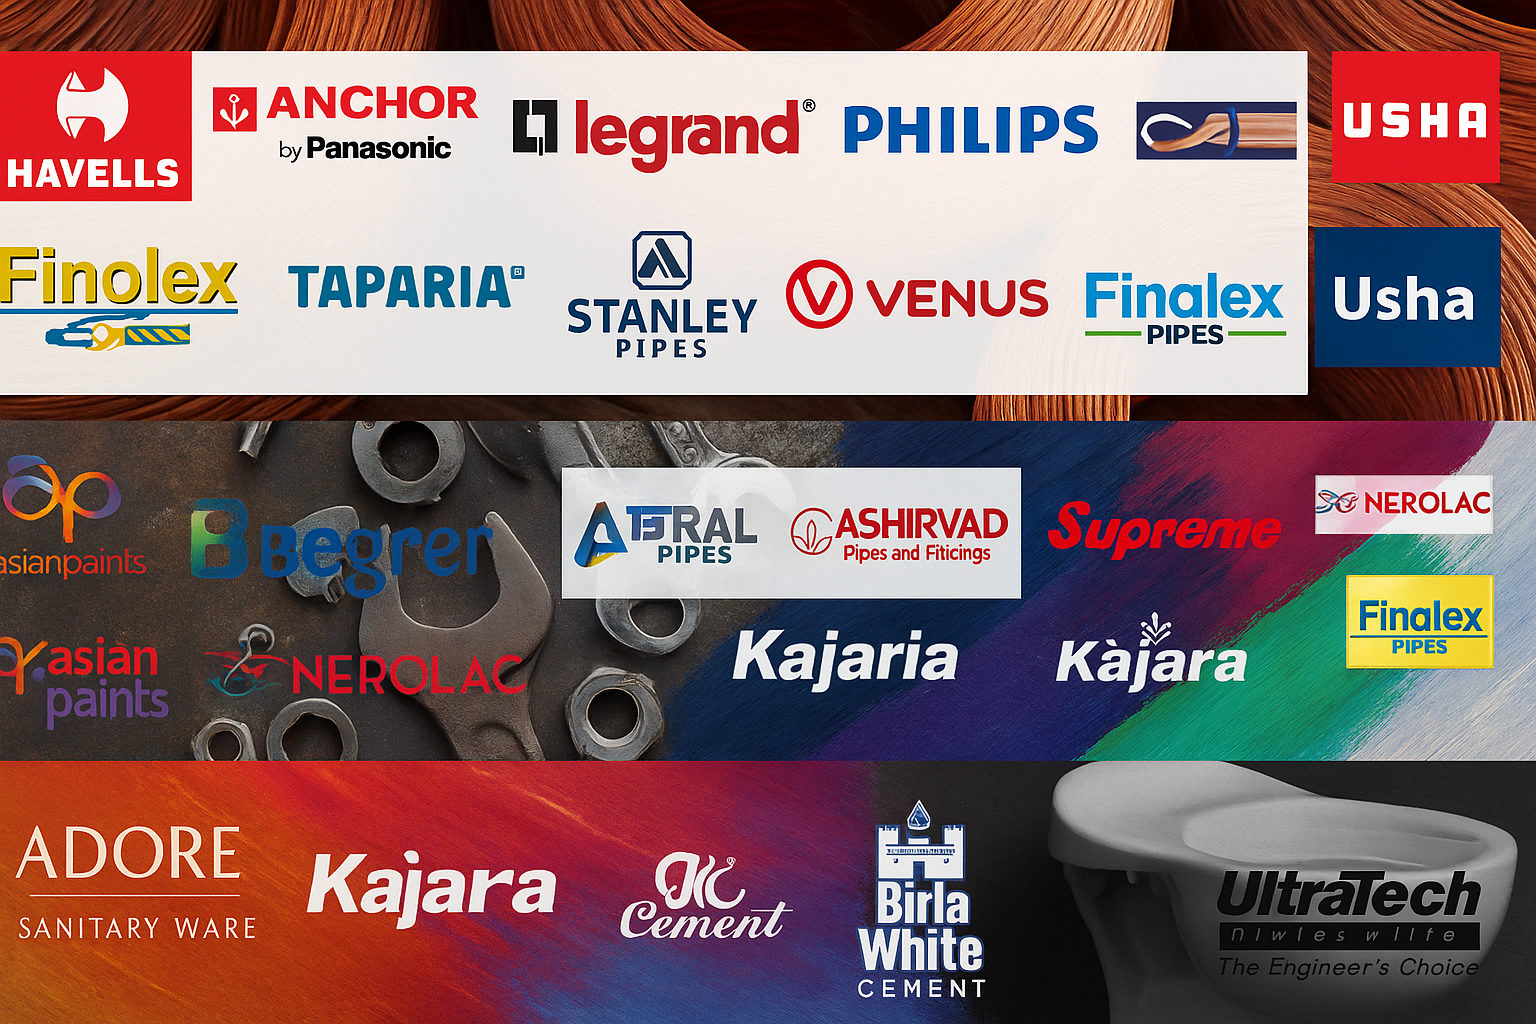 HAVELLS
ANCHOR
by Panasonic
legrand®
PHILIPS
USHA
Finolex
TAPARIA
STANLEY
PIPES
VENUS
Finalex
PIPES
Usha
ap
asianpaints
B Begrer
ATSRAL
PIPES
ASHIRVAD
Pipes and Fiticings
Supreme
NEROLAC
Finalex
PIPES
asian
paints
NEROLAC
Kajaria
Kàjara
ADORE
SANITARY WARE
Kajara
Cement
Birla
White
CEMENT
UltraTech
The Engineer's Choice